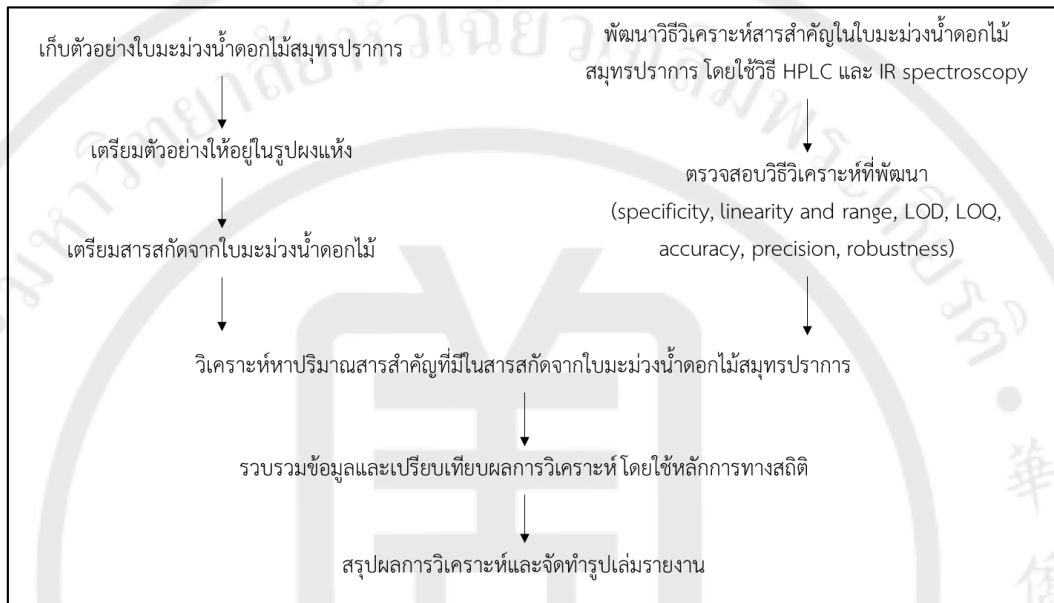 เก็บตัวอย่างใบมะม่วงน้ำดอกไม้สมุทรปราการ
เตรียมตัวอย่างให้อยู่ในรูปผงแห้ง
เตรียมสารสกัดจากใบมะม่วงน้ำดอกไม้
พัฒนาวิธีวิเคราะห์สารสำคัญในใบมะม่วงน้ำดอกไม้
สมุทรปราการ โดยใช้วิธี HPLC และ IR spectroscopy
ตรวจสอบวิธีวิเคราะห์ที่พัฒนา
(specificity, linearity and range, LOD, LOQ,
accuracy, precision, robustness)
วิเคราะห์หาปริมาณสารสำคัญที่มีในสารสกัดจากใบมะม่วงน้ำดอกไม้สมุทรปราการ
รวบรวมข้อมูลและเปรียบเทียบผลการวิเคราะห์ โดยใช้หลักการทางสถิติ
สรุปผลการวิเคราะห์และจัดทำรูปเล่มรายงาน